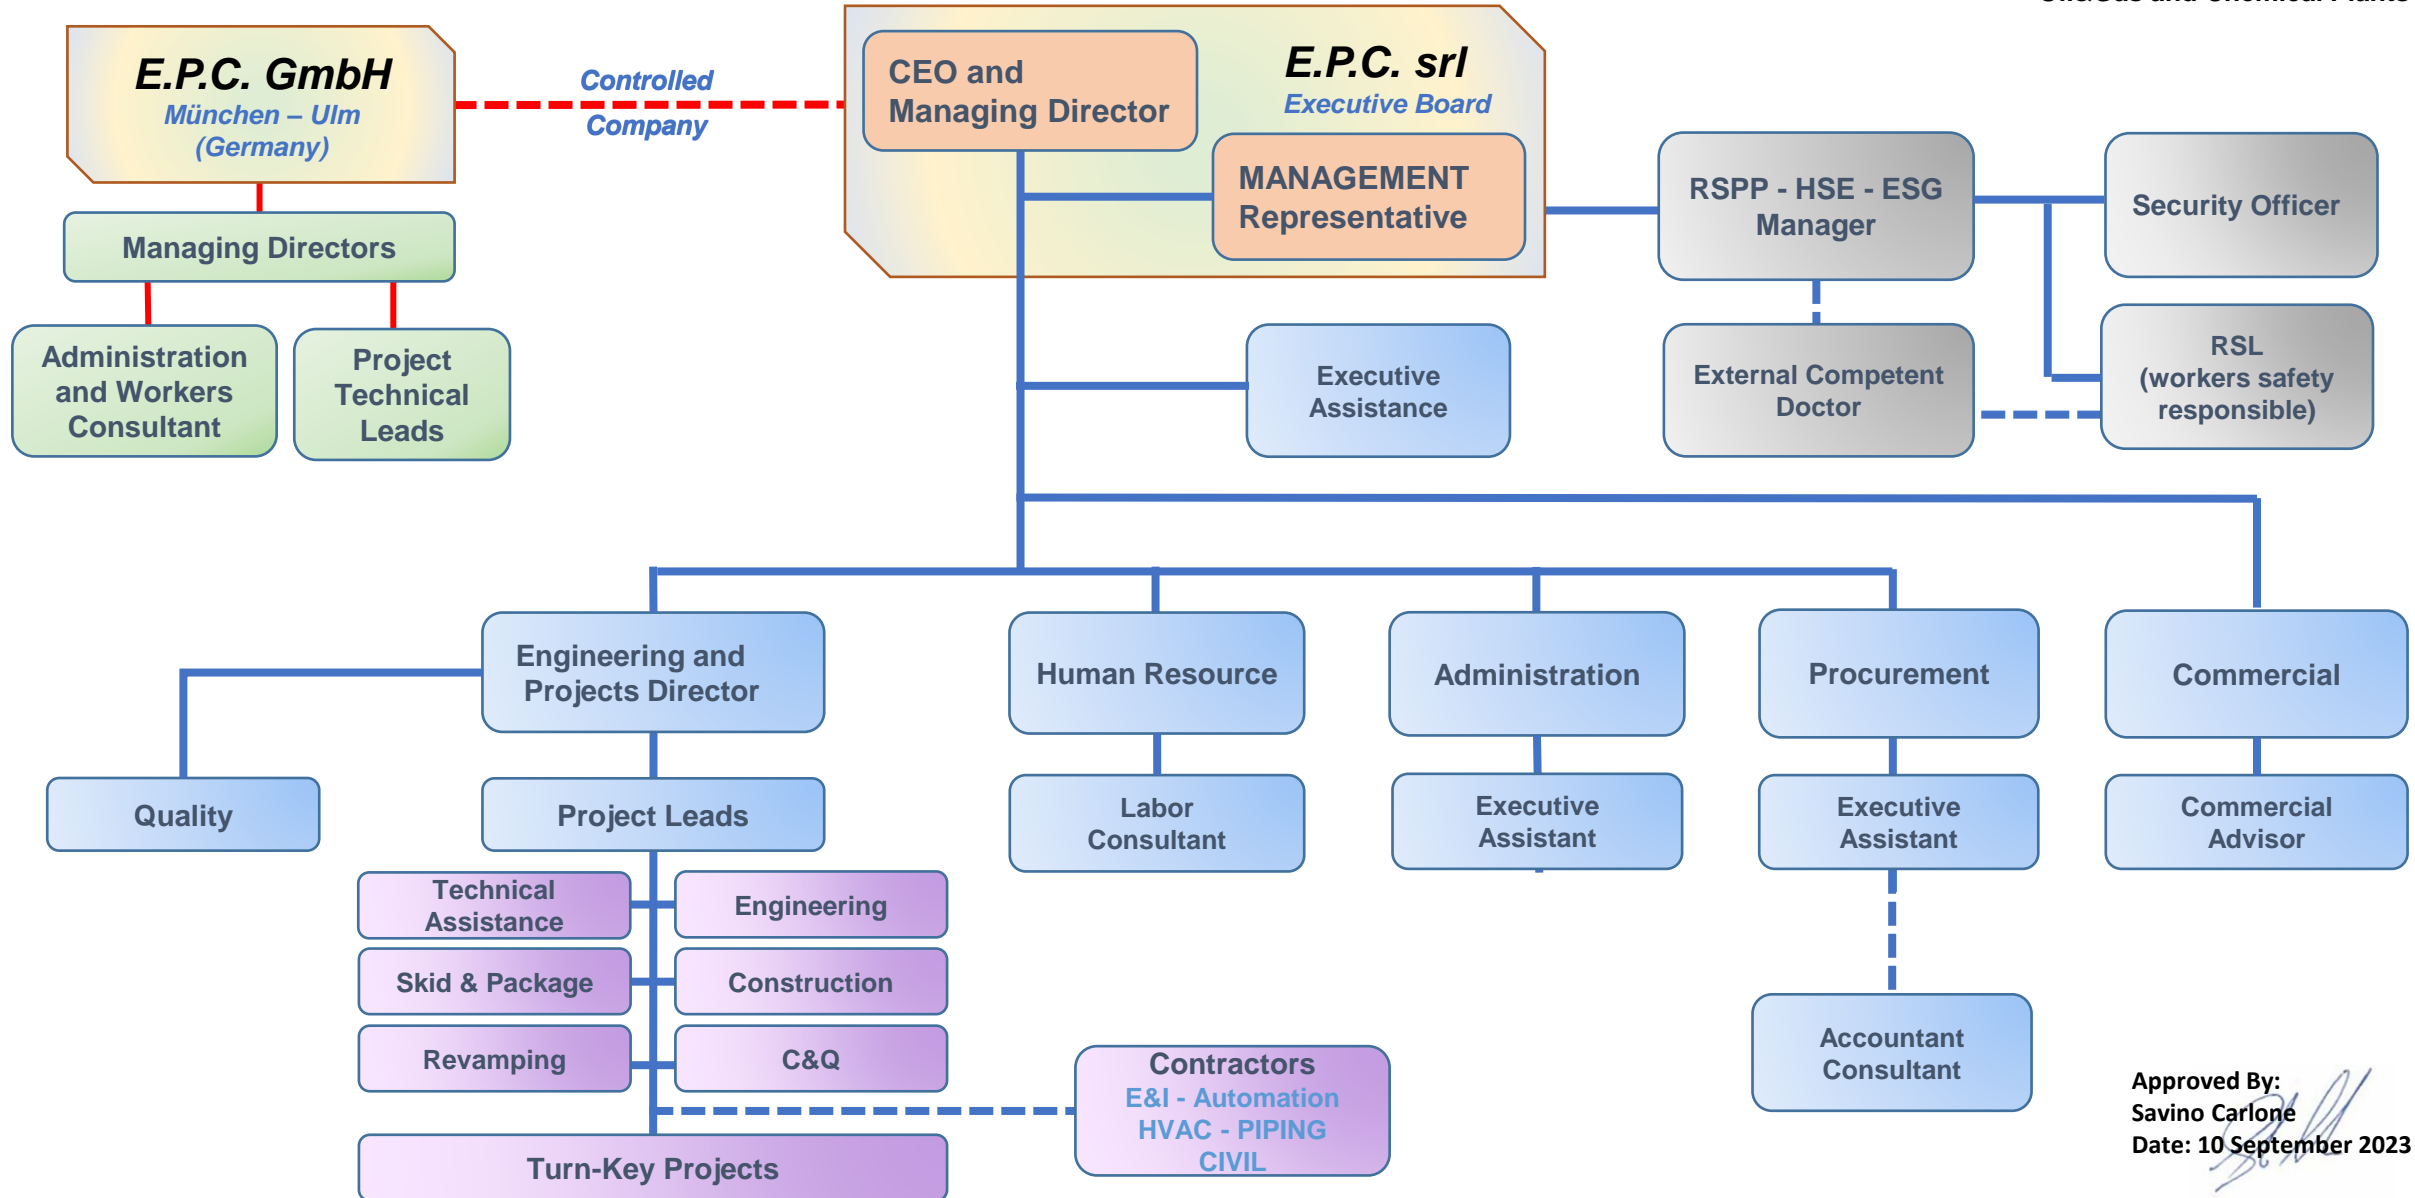 E.P.C. GmbH
München – Ulm
(Germany)
Controlled
Company
CEO and
Managing Director
E.P.C. srl
Executive Board
MANAGEMENT
Representative
RSPP - HSE - ESG
Manager
Security Officer
Managing Directors
Administration
and Workers
Consultant
Project
Technical
Leads
Executive
Assistance
External Competent
Doctor
RSL
(workers safety
responsible)
Engineering and
Projects Director
Human Resource
Administration
Procurement
Commercial
Quality
Project Leads
Labor
Consultant
Executive
Assistant
Executive
Assistant
Commercial
Advisor
Technical
Assistance
Engineering
Skid & Package
Construction
Revamping
C&Q
Contractors
E&I - Automation
HVAC - PIPING
CIVIL
Accountant
Consultant
Turn-Key Projects
Approved By:
Savino Carlone
Date: 10 September 2023